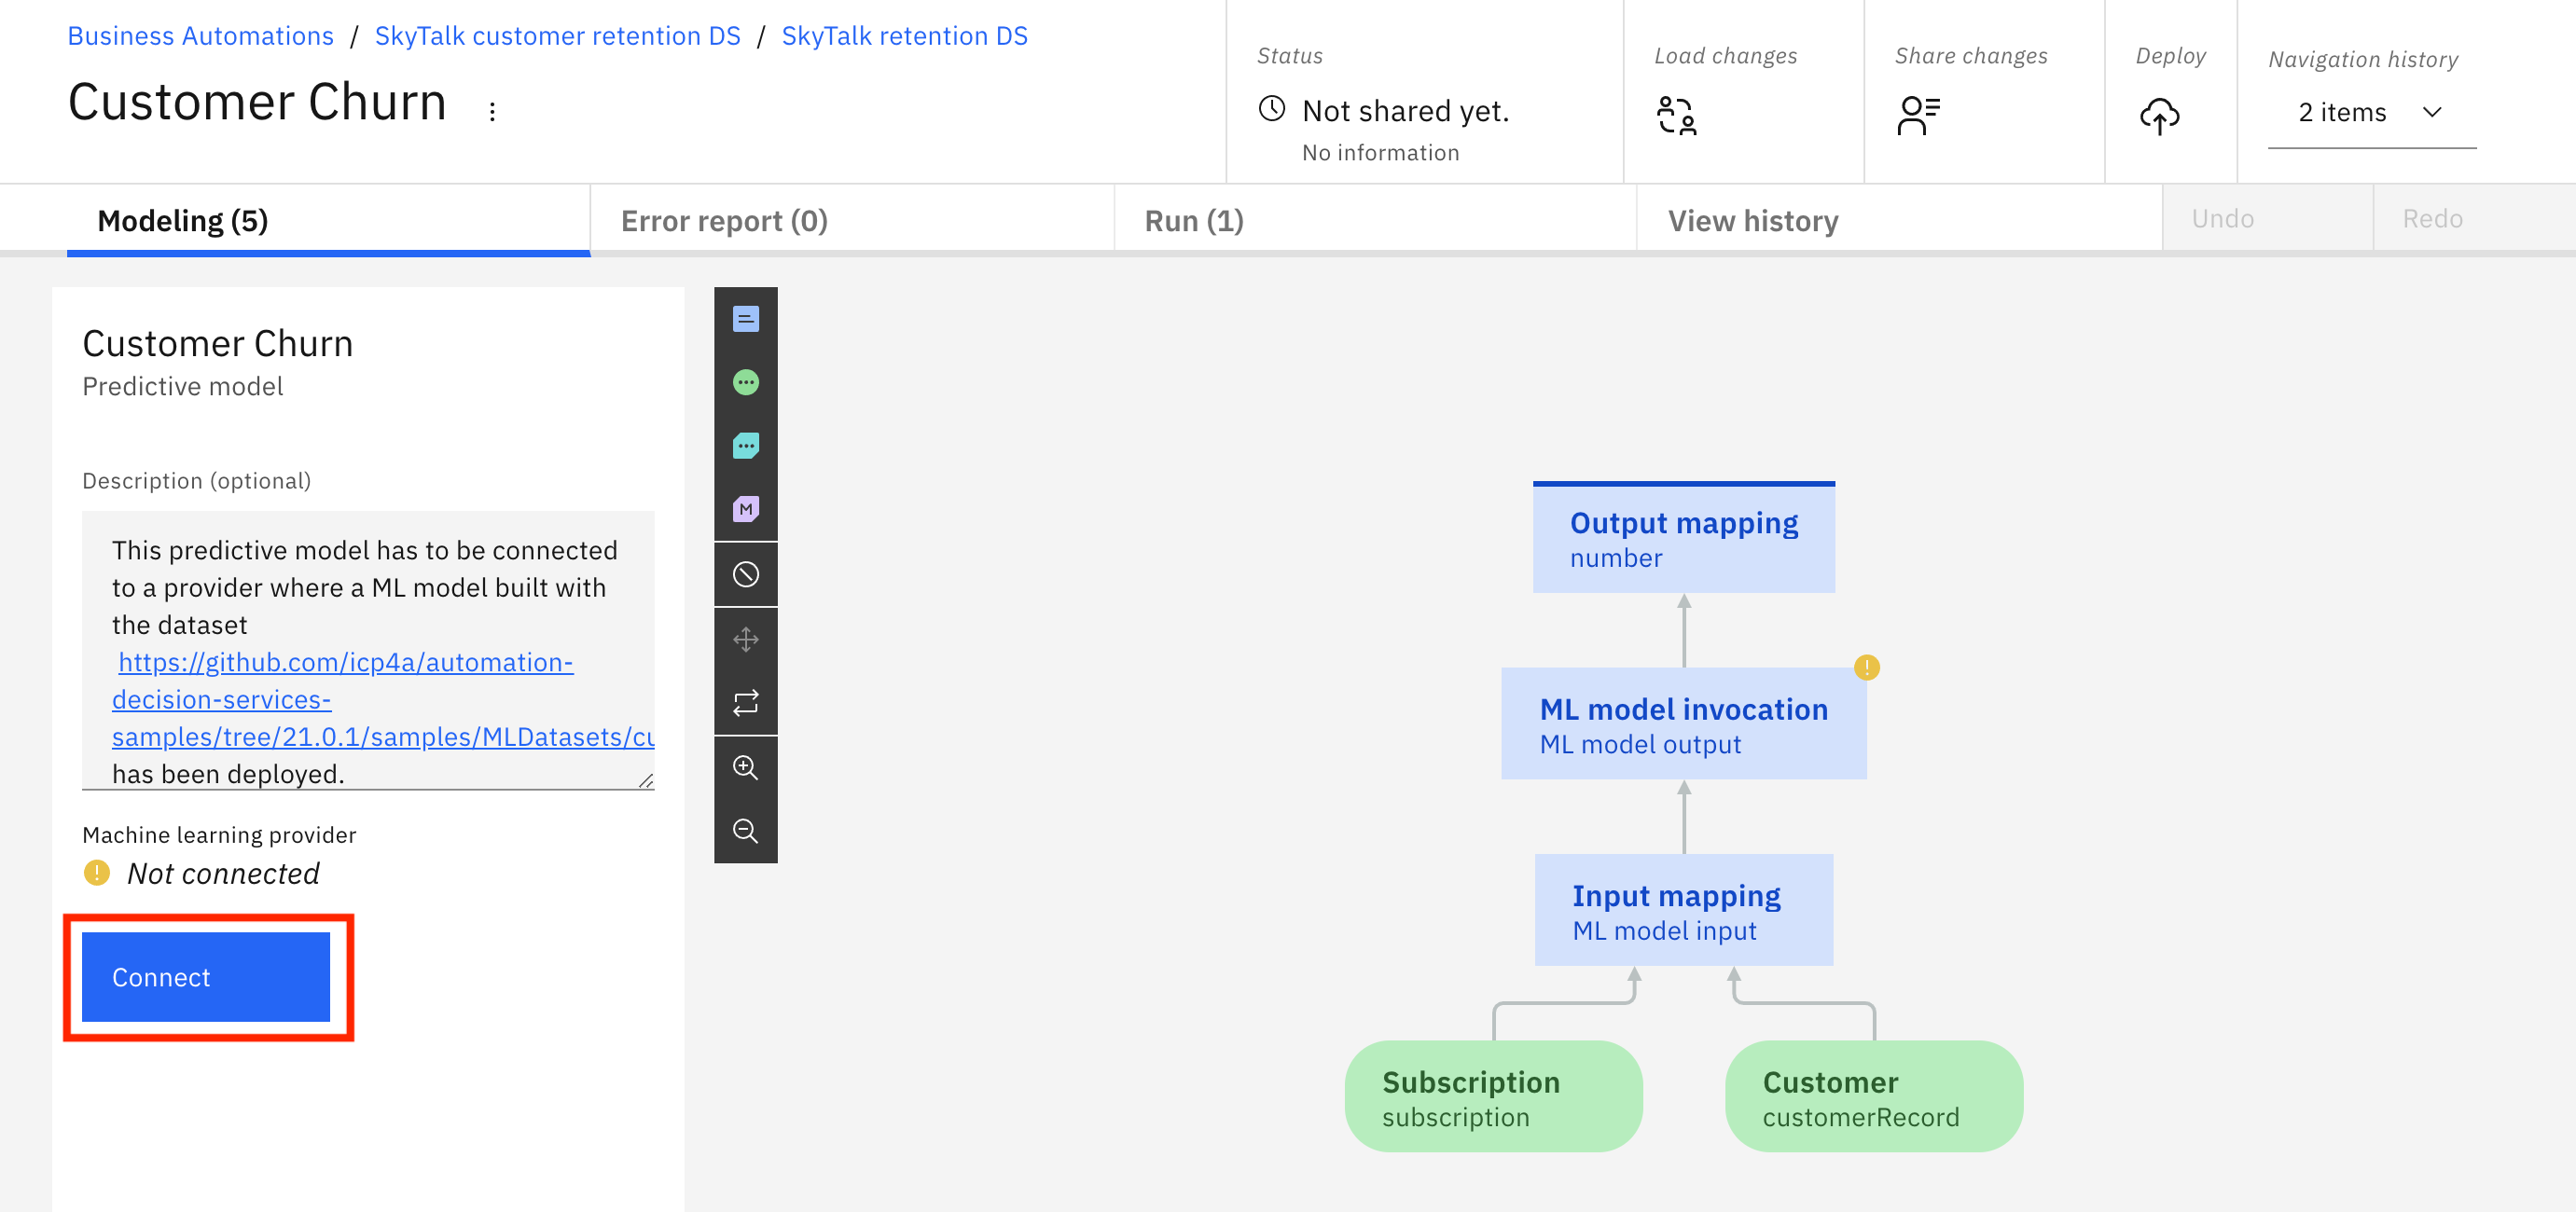 Business Automations / SkyTalk customer retention DS / SkyTalk retention DS
Customer Churn
Status
Not shared yet.
No information
Load changes
Share changes
Deploy
Navigation history
2 items
Modeling (5)
Error report (0)
Run (1)
View history
Undo
Redo
Customer Churn
Predictive model
Description (optional)
This predictive model has to be connected
to a provider where a ML model built with
the dataset
https://github.com/icp4a/automation-
decision-services-
samples/tree/21.0.1/samples/MLDatasets/cu
has been deployed.
Machine learning provider
Not connected
Connect
M
Output mapping
number
ML model invocation
ML model output
Input mapping
ML model input
Subscription
subscription
Customer
customerRecord